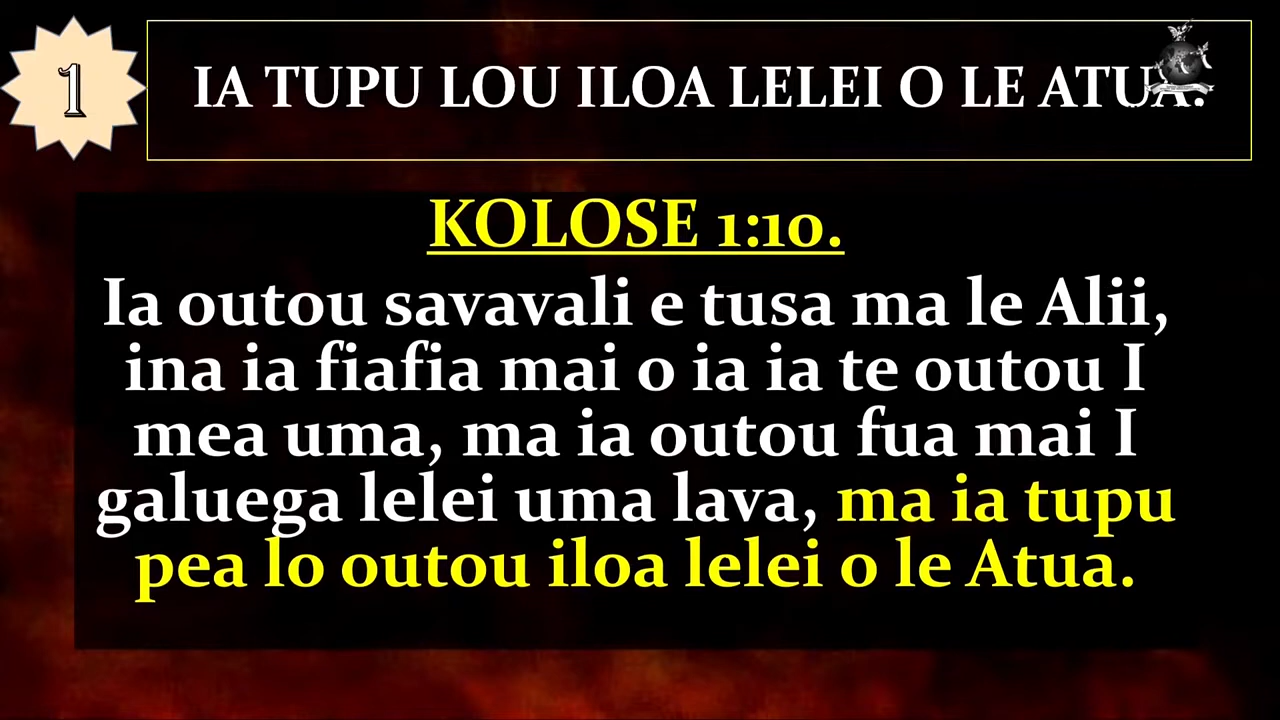 1
IA TUPU LOU ILOA LELEI O LE ATUA.
KOLOSE 1:10.
Ia outou savavali e tusa ma le Alii,
ina ia fiafia mai o ia ia te outou I
mea uma, ma ia outou fua mai I
galuega lelei uma lava, ma ia tupu
pea lo outou iloa lelei o le Atua.